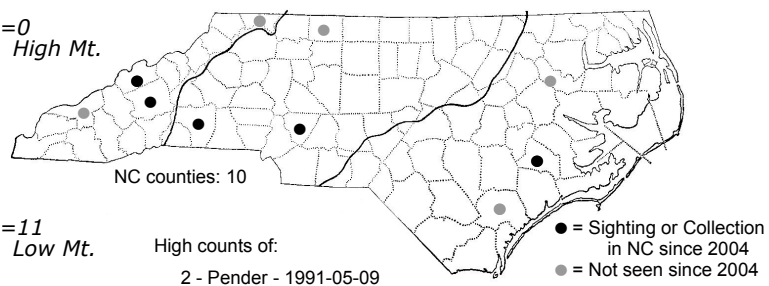 =0
High Mt.
NC counties: 10
=11
Low Mt.
High counts of:
2 - Pender - 1991-05-09
● = Sighting or Collection
in NC since 2004
● = Not seen since 2004